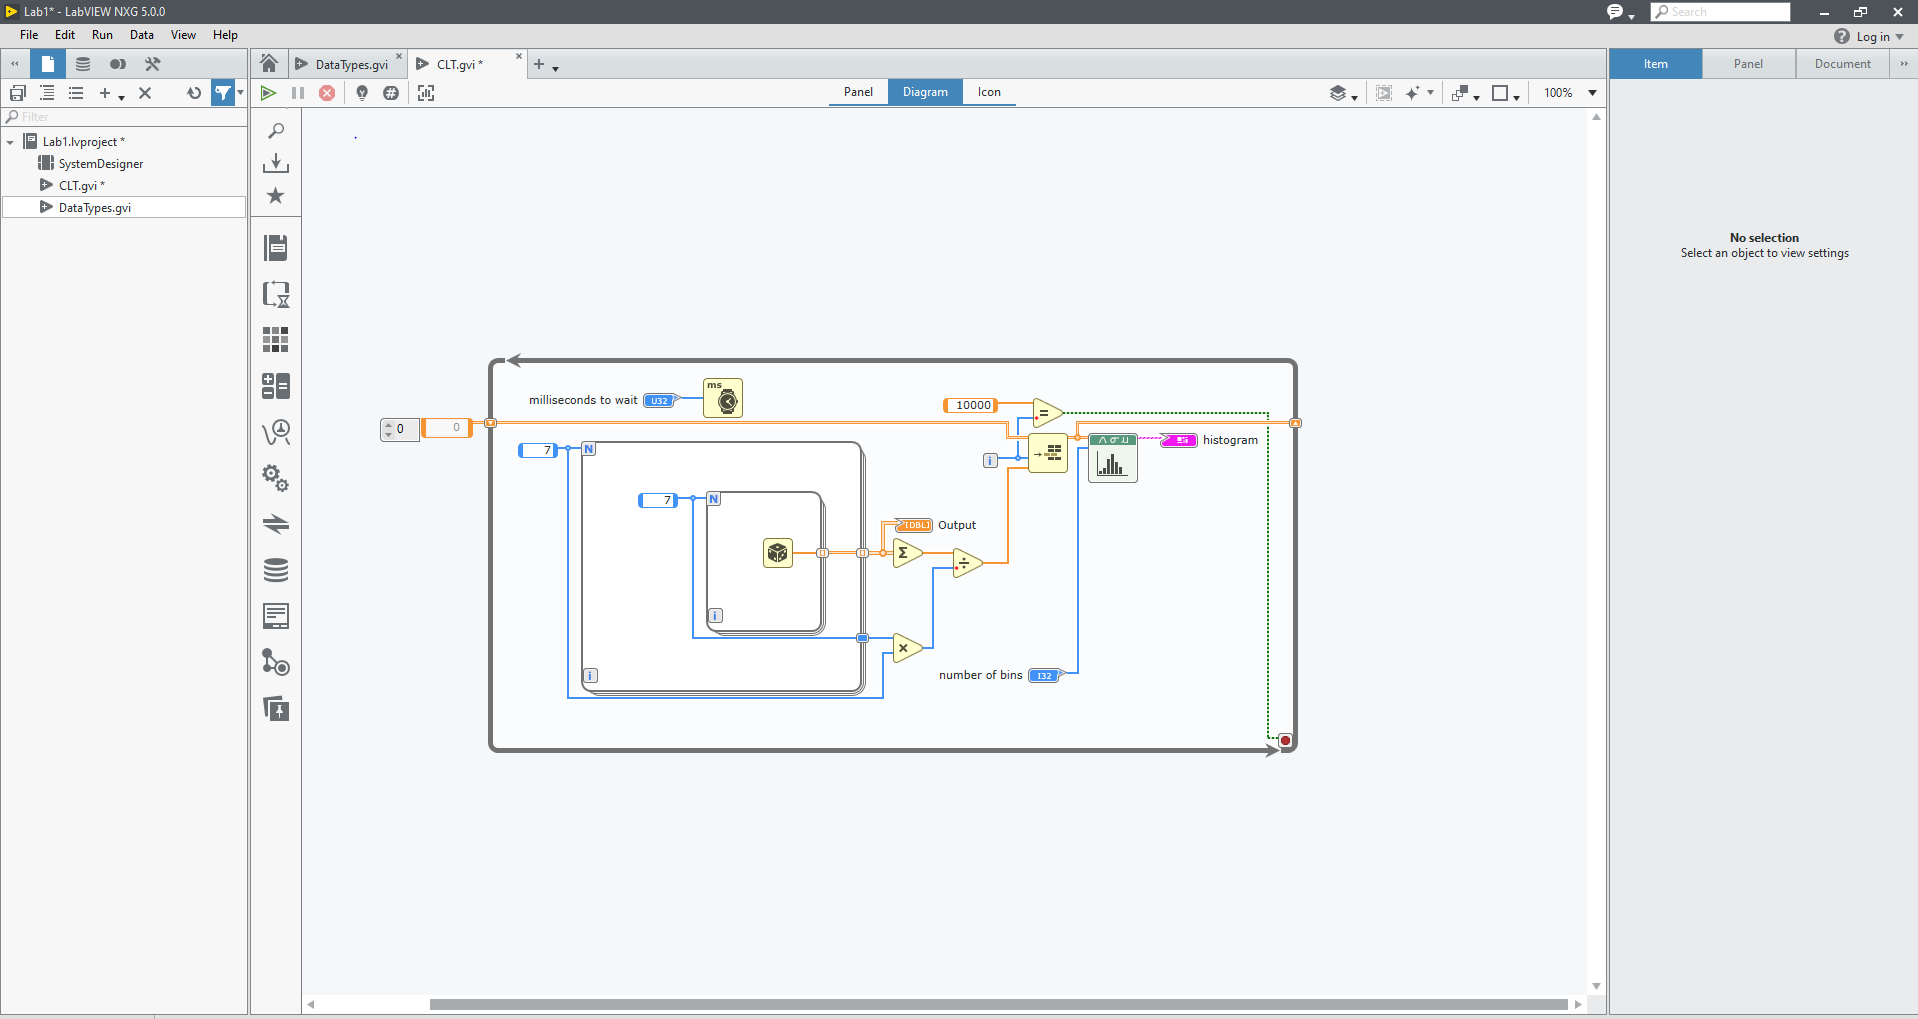 Lab1* - LabVIEW NXG 5.0.0
Search
File Edit Run Data View Help
Log in
DataTypes.gvi
CLT.gvi *
Item Panel Document
Panel Diagram Icon
100%
Filter
Lab1.lvproject *
SystemDesigner
CLT.gvi *
DataTypes.gvi
No selection
Select an object to view settings
ms
milliseconds to wait U32
10000
=
0 0
7 N
histogram
i
7 N
[DBL] Output
Σ
÷
i
×
i
number of bins I32